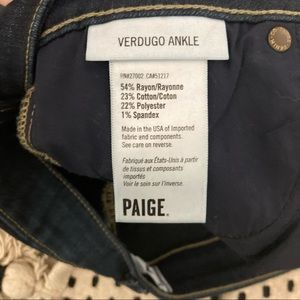 VERDUGO ANKLE
RN#27002 CA#51217
54% Rayon/Rayonne
23% Cotton/Coton
22% Polyester
1% Spandex
Made in the USA of Imported
fabric and components.
See care on reverse.
Fabriqué aux États-Unis à partir
de tissus et composants
importés
Voir le soin sur l'inverse.
PAIGE.